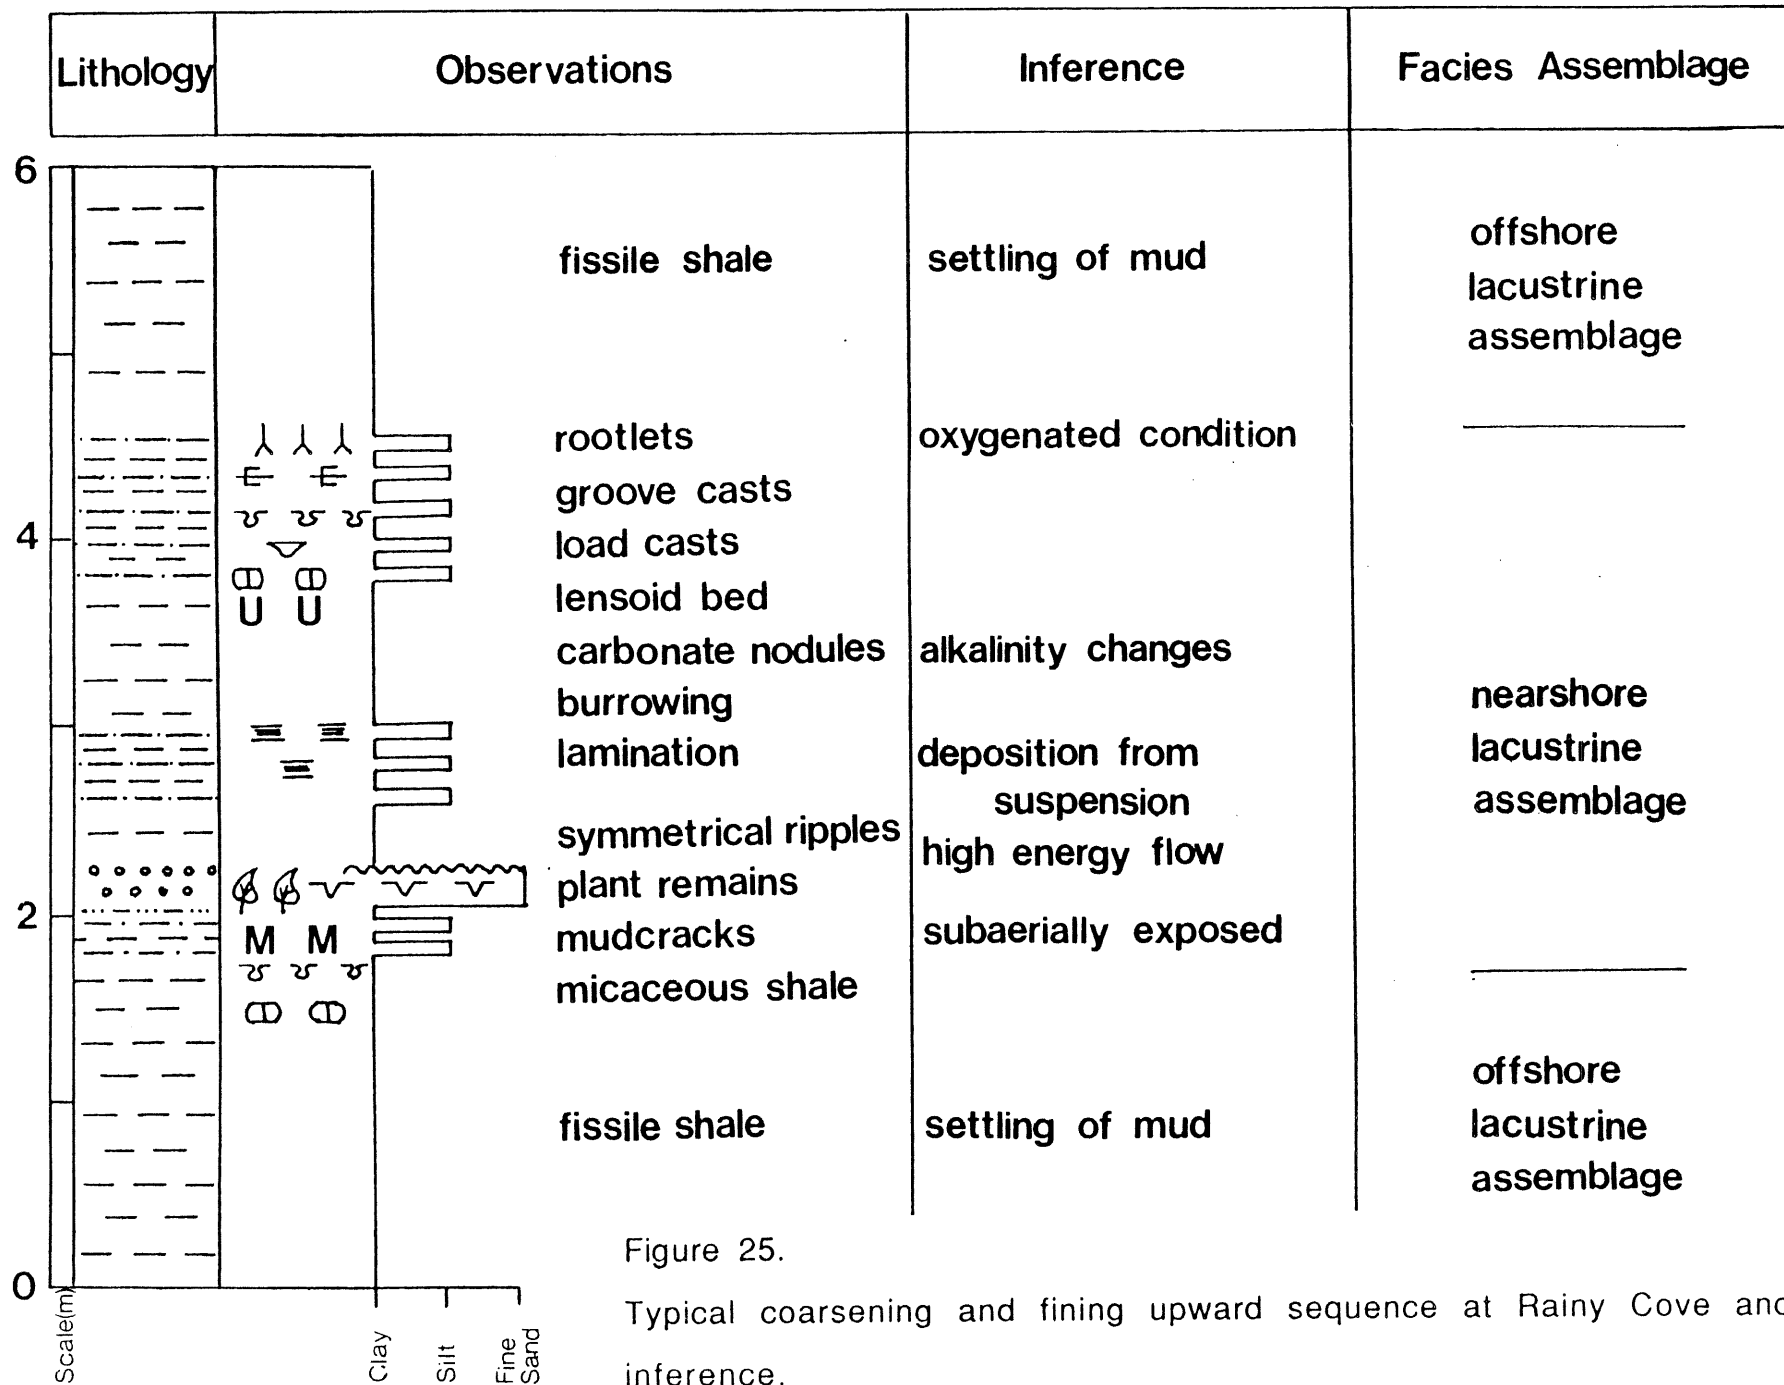 Lithology Observations Inference Facies Assemblage
6
offshore
fissile shale settling of mud
lacustrine
assemblage
rootlets oxygenated condition
groove casts
4 load casts
lensoid bed
U U
carbonate nodules alkalinity changes
nearshore
burrowing
lamination deposition from lacustrine
suspension assemblage
symmetrical ripples
high energy flow
plant remains
2
M M mudcracks subaerially exposed
micaceous shale
offshore
fissile shale settling of mud lacustrine
assemblage
Figure 25.
0
Typical coarsening and fining upward sequence at Rainy Cove and
inference.
Scale(m)
Clay
Silt
Fine
Sand